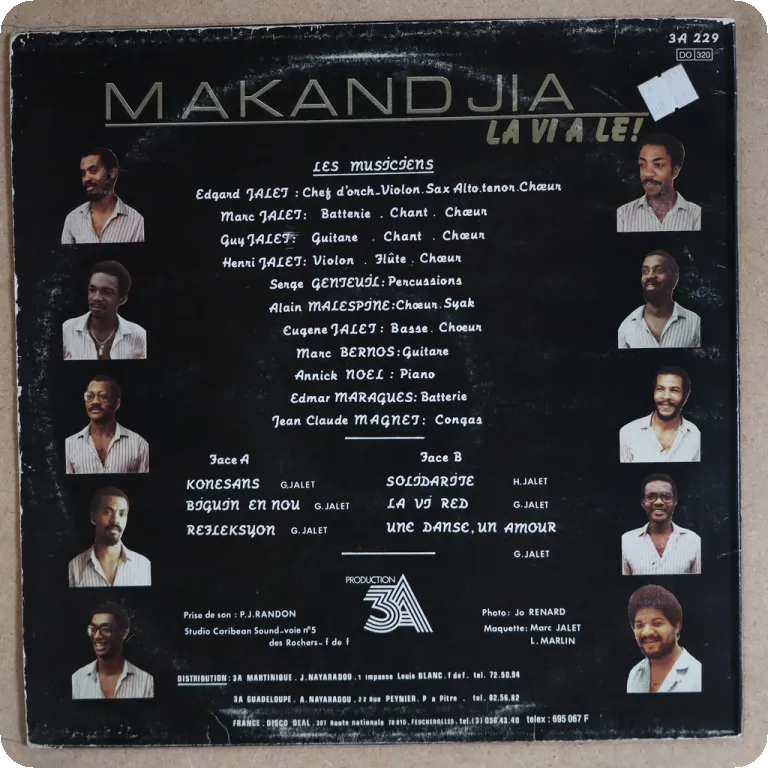 3A 229
DO 320
MAKANDJIA
LA VI A LE!
LES MUSICIENS
Edgard JALET : Chef d'orch_Violon.Sax Alto.tenor.Chœur
Marc JALET: Batterie . Chant . Chœur
Guy JALET: Guitare . Chant . Chœur
Henri JALET: Violon . Flûte . Chœur
Serge GENTEUIL: Percussions
Alain MALESPINE: Chœur. Syak
Eugene JALET : Basse . Choeur
Marc BERNOS: Guitare
Annick NOEL : Piano
Edmar MARAGUES: Batterie
Jean Claude MAGNET : Congas
Face A
KONESANS G.JALET
BIGUIN EN NOU G.JALET
REFLEKSYON G.JALET
Face B
SOLIDARITE H.JALET
LA VI RED G.JALET
UNE DANSE, UN AMOUR
G.JALET
PRODUCTION
3A
Prise de son : P.J.RANDON
Studio Caribean Sound_voie n°5
des Rochers_f de f
Photo: Jo RENARD
Maquette: Marc JALET
L.MARLIN
DISTRIBUTION : 3A MARTINIQUE . J.NAYARADOU . 1 impasse Louis BLANC . f def . tel. 72.50.94
3A GUADELOUPE . A.NAYARADOU . 22 Rue PEYNIER . P a Pitre . tel. 82.56.82
FRANCE . DISCO DEAL . 307 Route nationale 78810 . FEUCHEROLLES . tel.(3) 056.43.40 telex : 695 067 F